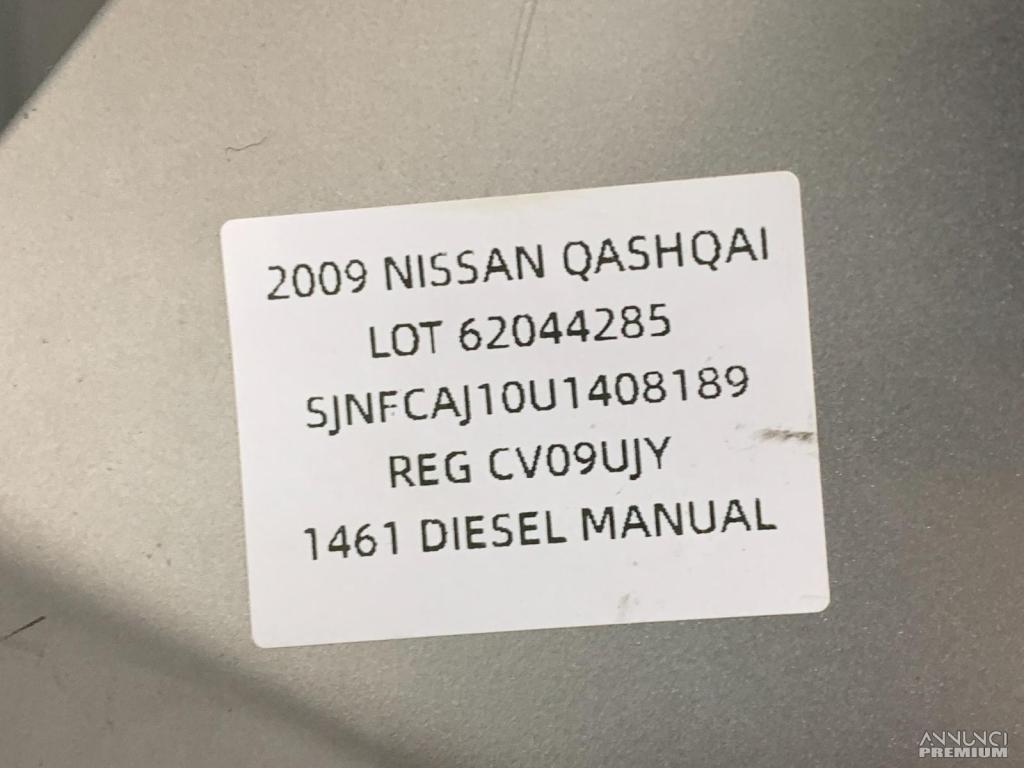 2009 NISSAN QASHQAI
LOT 62044285
SJNFCAJ10U1408189
REG CV09UJY
1461 DIESEL MANUAL
ANNUNCI
PREMIUM